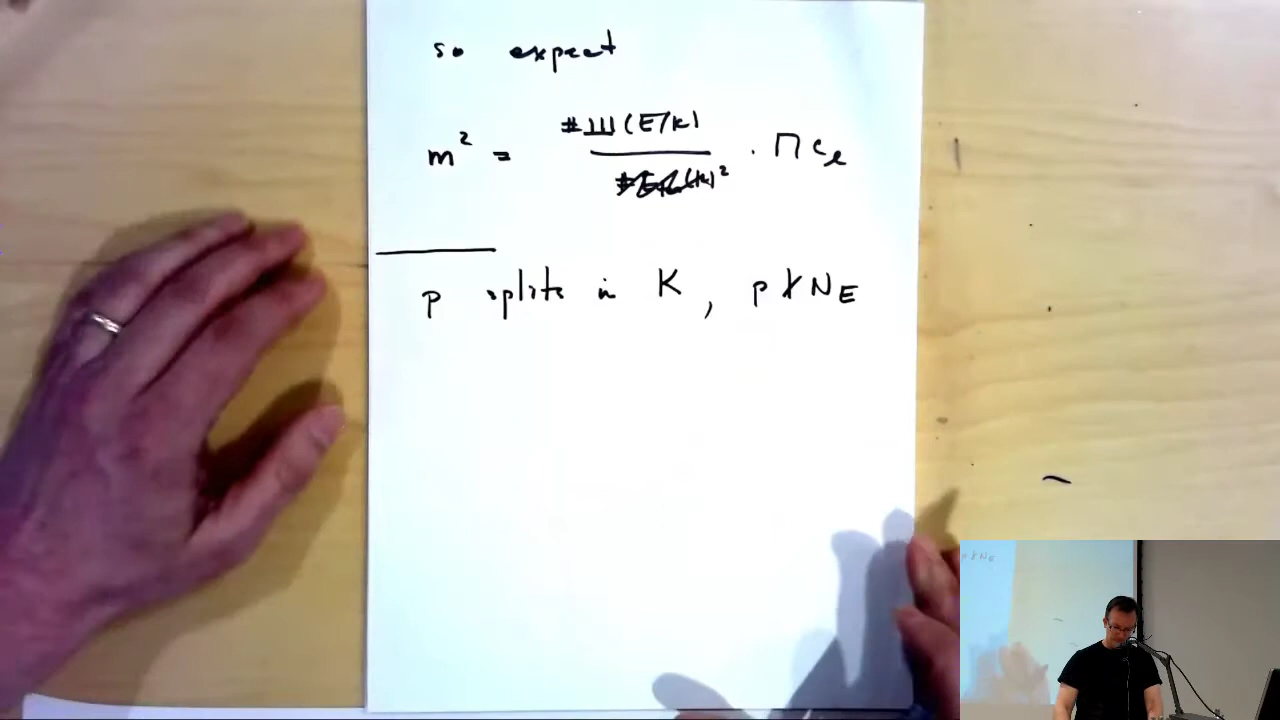 so expect
m² = #Ш(E/K) / (K)² · Π c_ℓ
p splits in K, p ∤ N_E